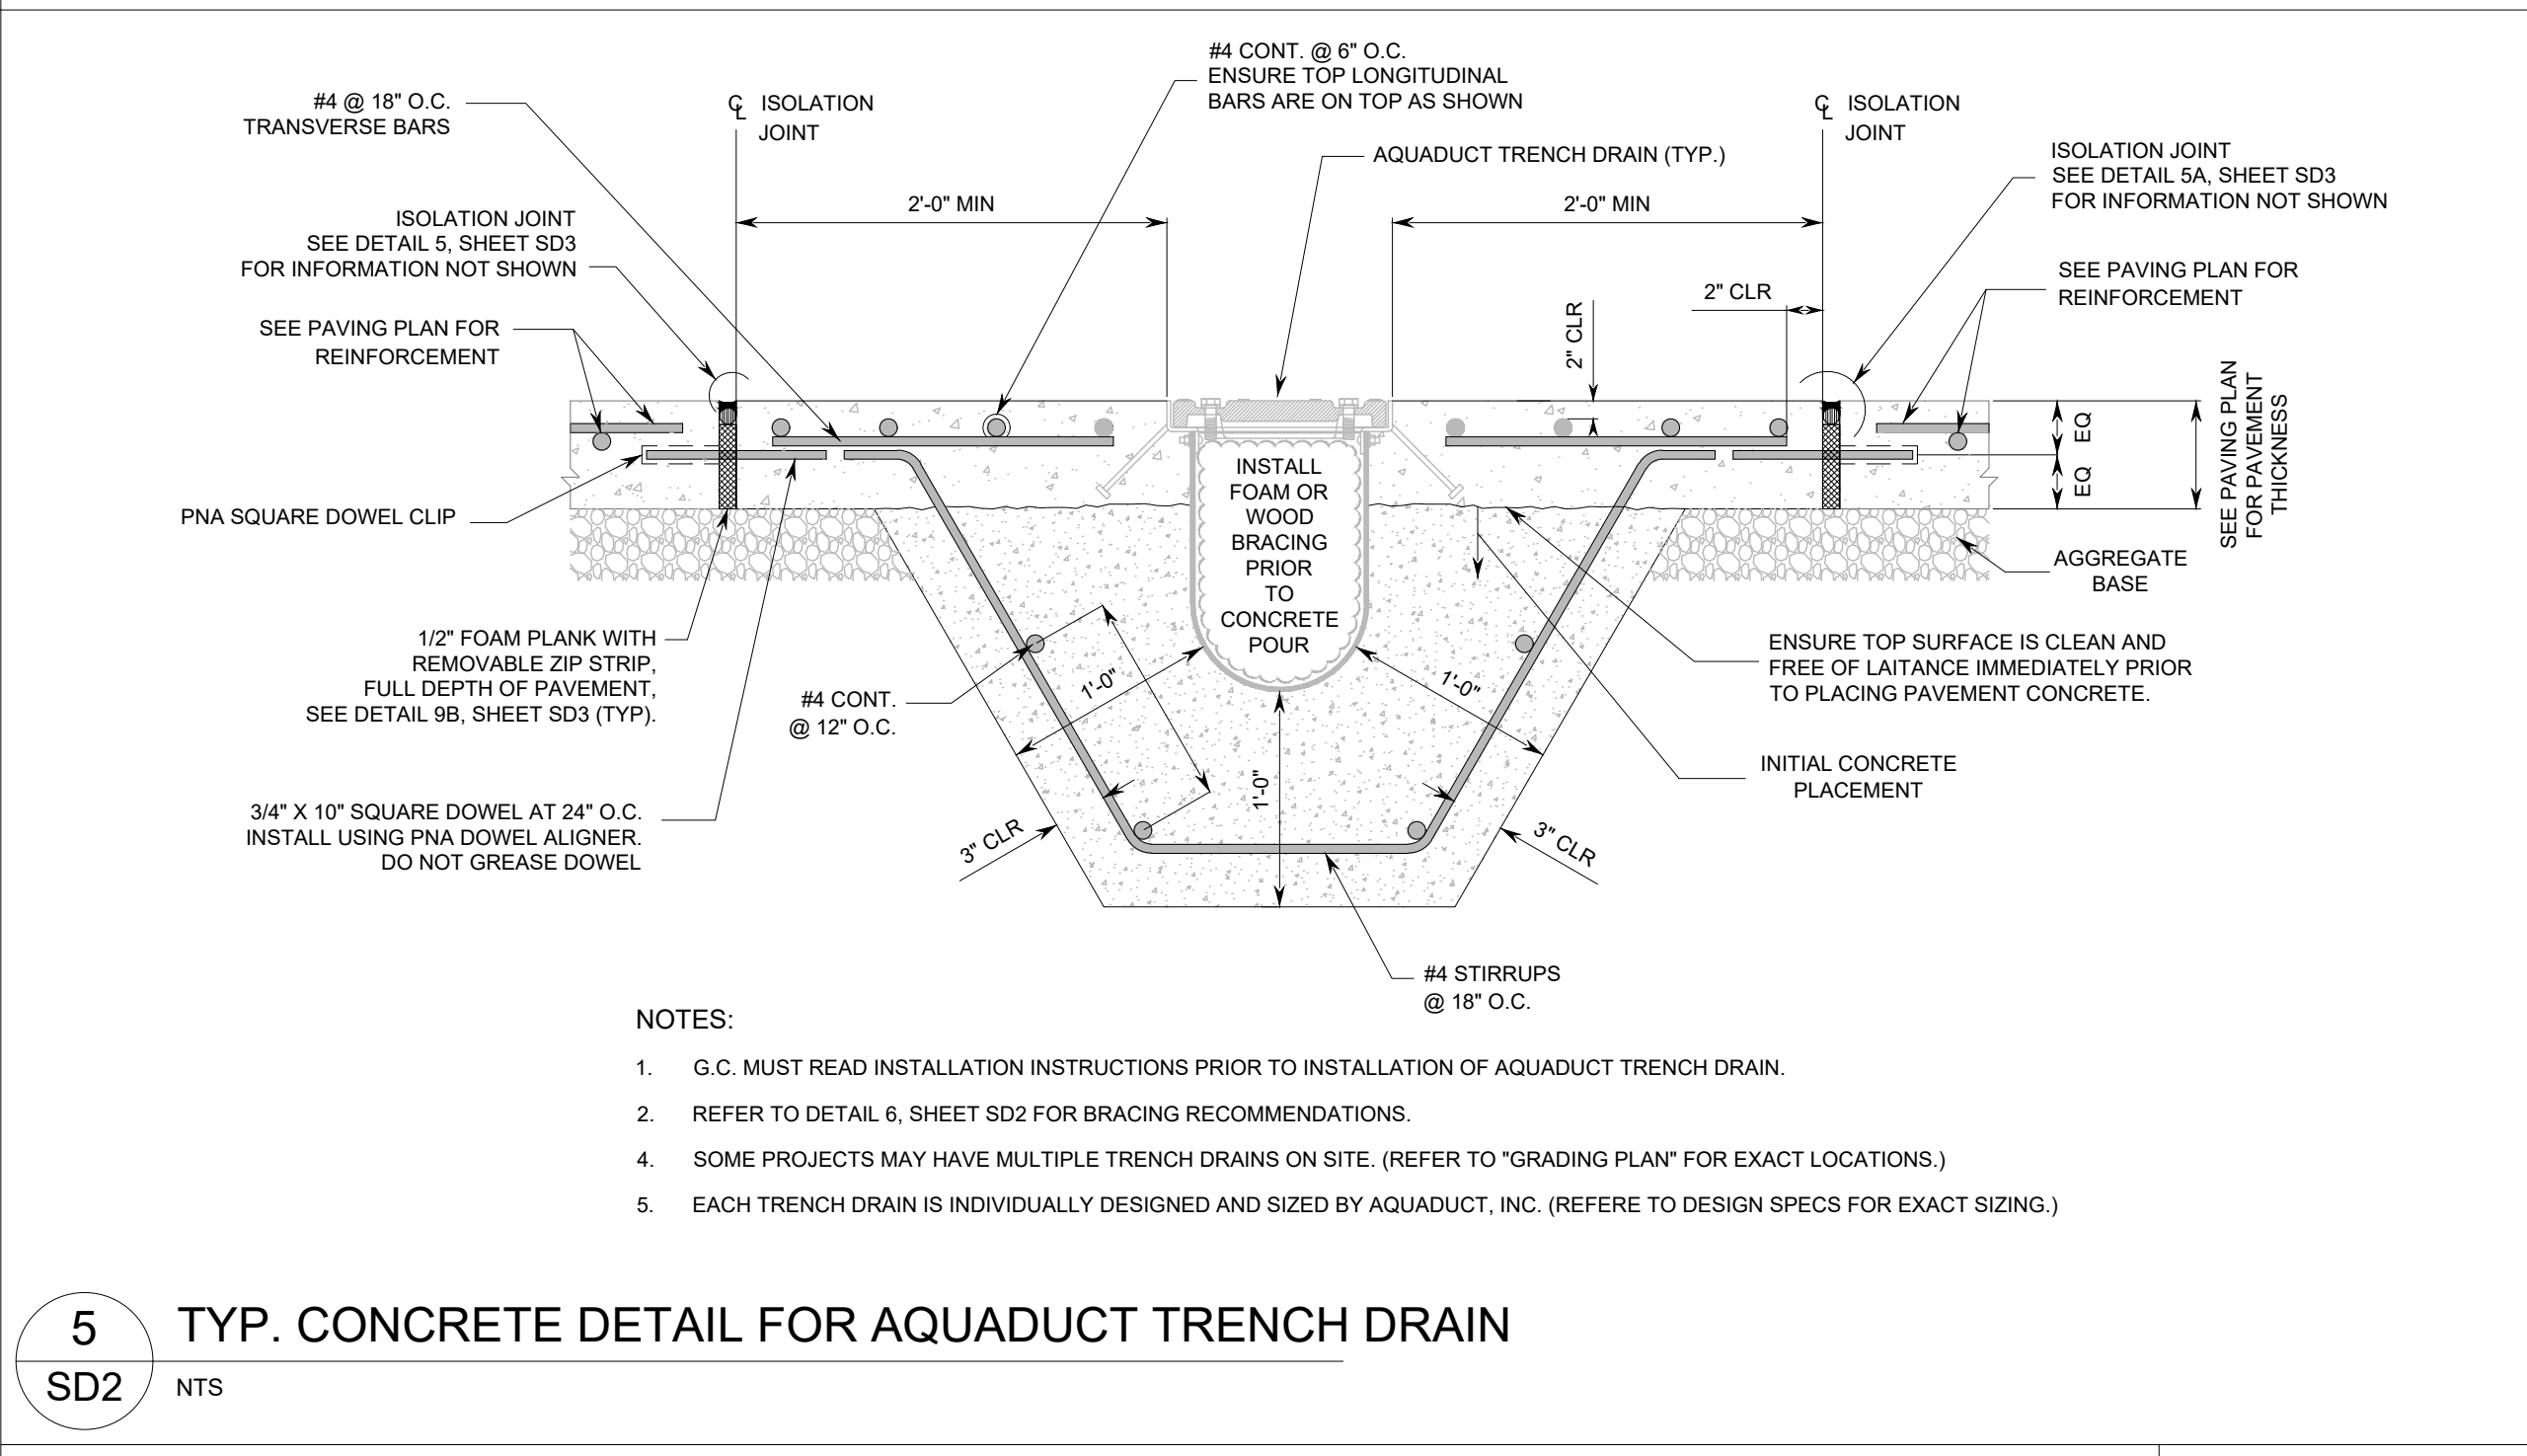 #4 CONT. @ 6" O.C.
ENSURE TOP LONGITUDINAL
BARS ARE ON TOP AS SHOWN
#4 @ 18" O.C.
TRANSVERSE BARS
℄ ISOLATION
JOINT
℄ ISOLATION
JOINT
AQUADUCT TRENCH DRAIN (TYP.)
ISOLATION JOINT
SEE DETAIL 5A, SHEET SD3
FOR INFORMATION NOT SHOWN
2'-0" MIN
2'-0" MIN
ISOLATION JOINT
SEE DETAIL 5, SHEET SD3
FOR INFORMATION NOT SHOWN
SEE PAVING PLAN FOR
REINFORCEMENT
2" CLR
2" CLR
SEE PAVING PLAN FOR
REINFORCEMENT
EQ
EQ
SEE PAVING PLAN
FOR PAVEMENT
THICKNESS
PNA SQUARE DOWEL CLIP
INSTALL
FOAM OR
WOOD
BRACING
PRIOR
TO
CONCRETE
POUR
AGGREGATE
BASE
1/2" FOAM PLANK WITH
REMOVABLE ZIP STRIP,
FULL DEPTH OF PAVEMENT,
SEE DETAIL 9B, SHEET SD3 (TYP).
#4 CONT.
@ 12" O.C.
1'-0"
1'-0"
1'-0"
ENSURE TOP SURFACE IS CLEAN AND
FREE OF LAITANCE IMMEDIATELY PRIOR
TO PLACING PAVEMENT CONCRETE.
INITIAL CONCRETE
PLACEMENT
3/4" X 10" SQUARE DOWEL AT 24" O.C.
INSTALL USING PNA DOWEL ALIGNER.
DO NOT GREASE DOWEL
3" CLR
3" CLR
#4 STIRRUPS
@ 18" O.C.
NOTES:
1. G.C. MUST READ INSTALLATION INSTRUCTIONS PRIOR TO INSTALLATION OF AQUADUCT TRENCH DRAIN.
2. REFER TO DETAIL 6, SHEET SD2 FOR BRACING RECOMMENDATIONS.
4. SOME PROJECTS MAY HAVE MULTIPLE TRENCH DRAINS ON SITE. (REFER TO "GRADING PLAN" FOR EXACT LOCATIONS.)
5. EACH TRENCH DRAIN IS INDIVIDUALLY DESIGNED AND SIZED BY AQUADUCT, INC. (REFERE TO DESIGN SPECS FOR EXACT SIZING.)
5
SD2
TYP. CONCRETE DETAIL FOR AQUADUCT TRENCH DRAIN
NTS